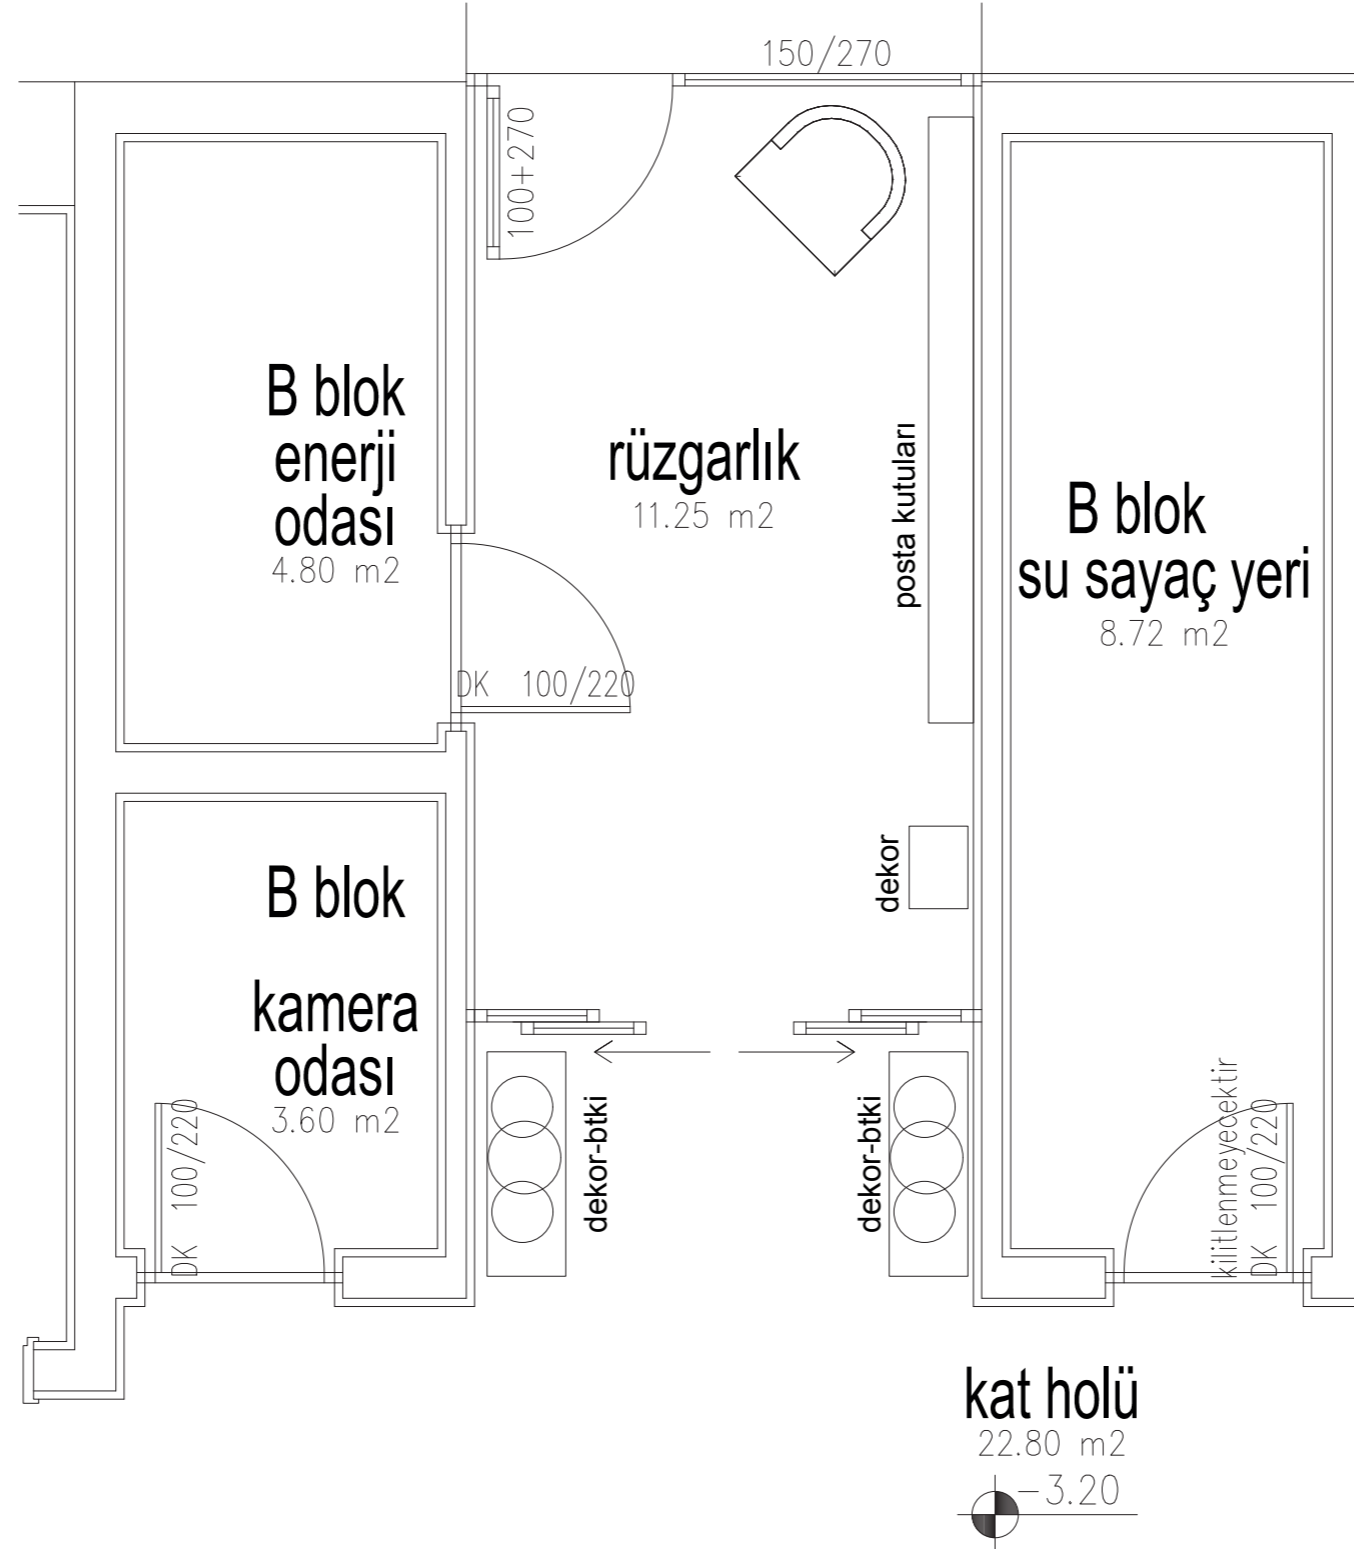 150/270
100+270
B blok
enerji
odası
4.80 m2
rüzgarlık
11.25 m2
posta kutuları
B blok
su sayaç yeri
8.72 m2
DK 100/220
dekor
B blok
kamera
odası
3.60 m2
DK 100/220
dekor-btki
dekor-btki
kilitlenmeyecektir
DK 100/220
kat holü
22.80 m2
-3.20